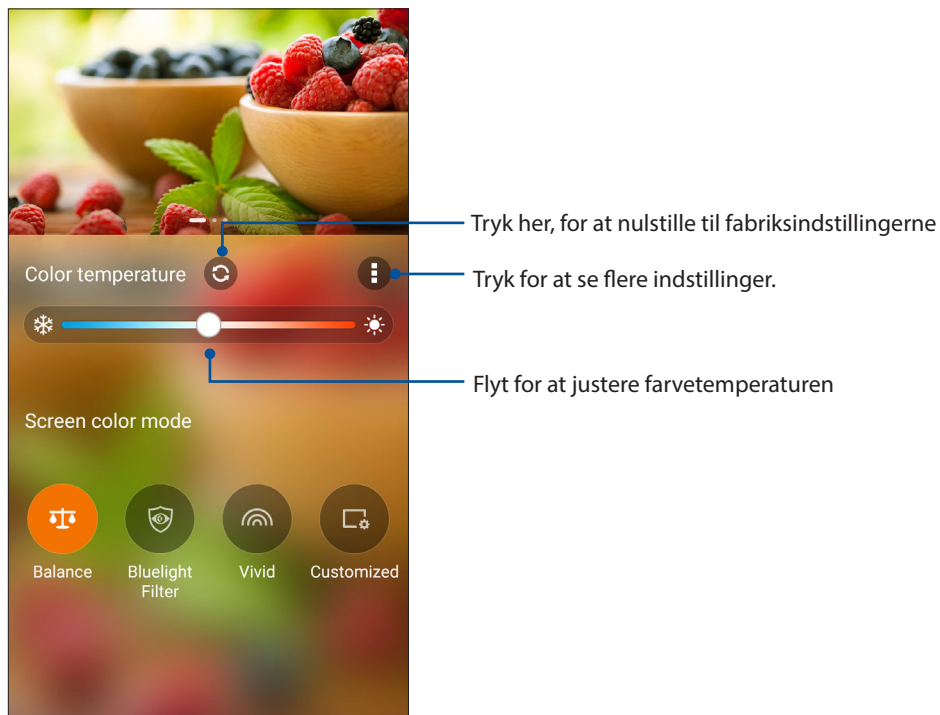 Tryk her, for at nulstille til fabriksindstillingerne
Color temperature
Tryk for at se flere indstillinger.
Flyt for at justere farvetemperaturen
Screen color mode
Balance
Bluelight
Filter
Vivid
Customized